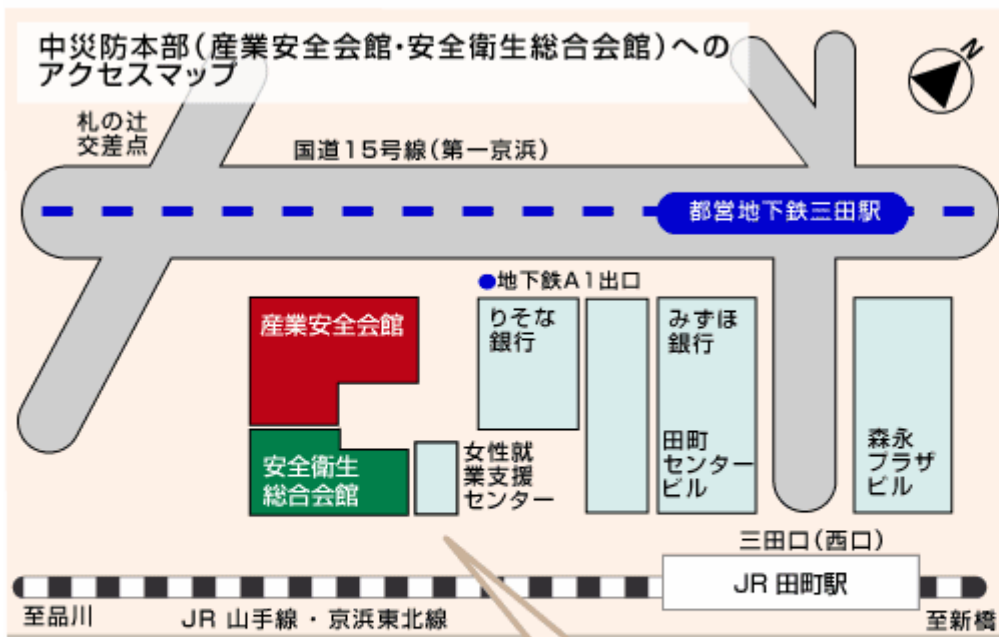 中災防本部(産業安全会館・安全衛生総合会館)への
アクセスマップ
N
札の辻
交差点
国道15号線(第一京浜)
都営地下鉄三田駅
●地下鉄A1出口
産業安全会館
りそな
銀行
みずほ
銀行
安全衛生
総合会館
女性就
業支援
センター
田町
センター
ビル
森永
プラザ
ビル
三田口(西口)
JR 田町駅
至品川
JR 山手線・京浜東北線
至新橋